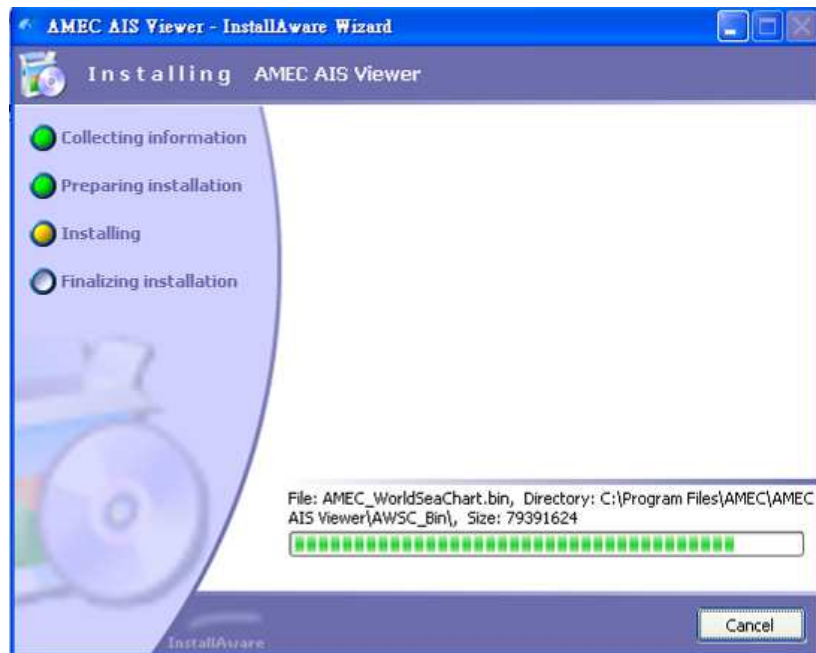 AMEC AIS Viewer - InstallAware Wizard
Installing AMEC AIS Viewer
Collecting information
Preparing installation
Installing
Finalizing installation
File: AMEC_WorldSeaChart.bin, Directory: C:\Program Files\AMEC\AMEC
AIS Viewer\AWSC_Bin\, Size: 79391624
Cancel
InstallAware